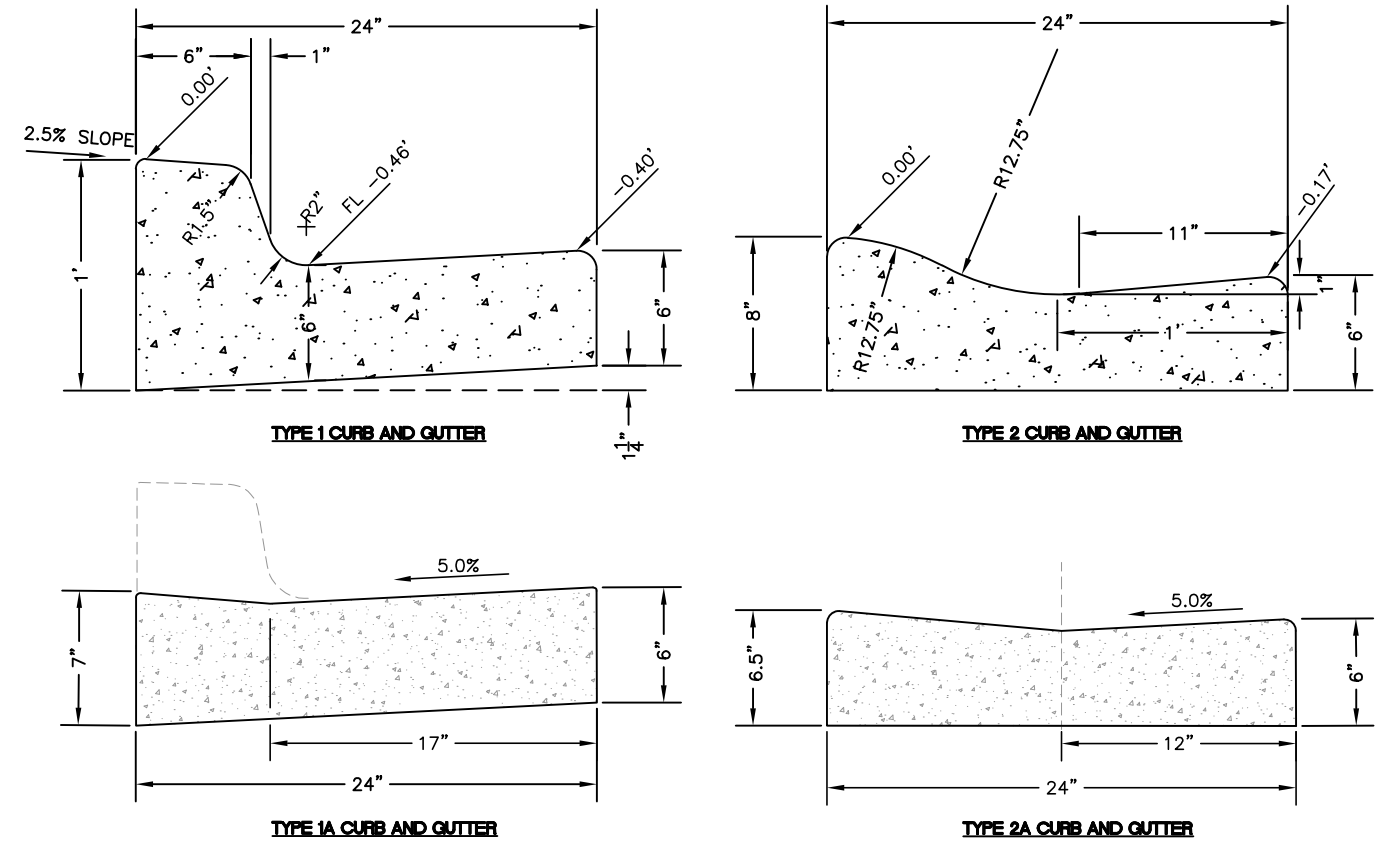 24"
6"
1"
0.00'
2.5% SLOPE
R1.5"
R2"
FL -0.46'
-0.40'
1'
6"
6"
1 1/4"
TYPE 1 CURB AND GUTTER
24"
R12.75"
0.00'
-0.17'
11"
1"
8"
R12.75"
1'
6"
TYPE 2 CURB AND GUTTER
5.0%
7"
6"
17"
24"
TYPE 1A CURB AND GUTTER
5.0%
6.5"
6"
12"
24"
TYPE 2A CURB AND GUTTER